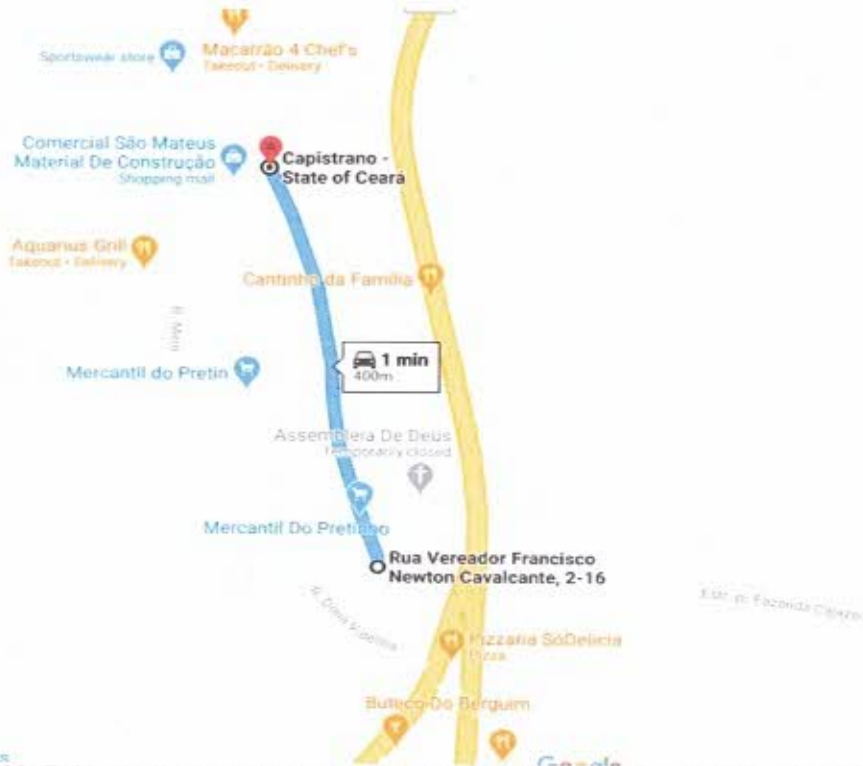 Macarrão 4 Chef's
Takeout • Delivery
Sportswear store
Comercial São Mateus
Material De Construção
Shopping mall
Capistrano -
State of Ceará
Aquarius Grill
Takeout • Delivery
Cantinho da Família
1 min
400m
Mercantil do Pretin
Assembleia De Deus
Temporarily closed
Mercantil Do Pretinho
Rua Vereador Francisco
Newton Cavalcante, 2-16
Pizzaria SóDelicia
Pizza
Buteco Do Berguim
Google